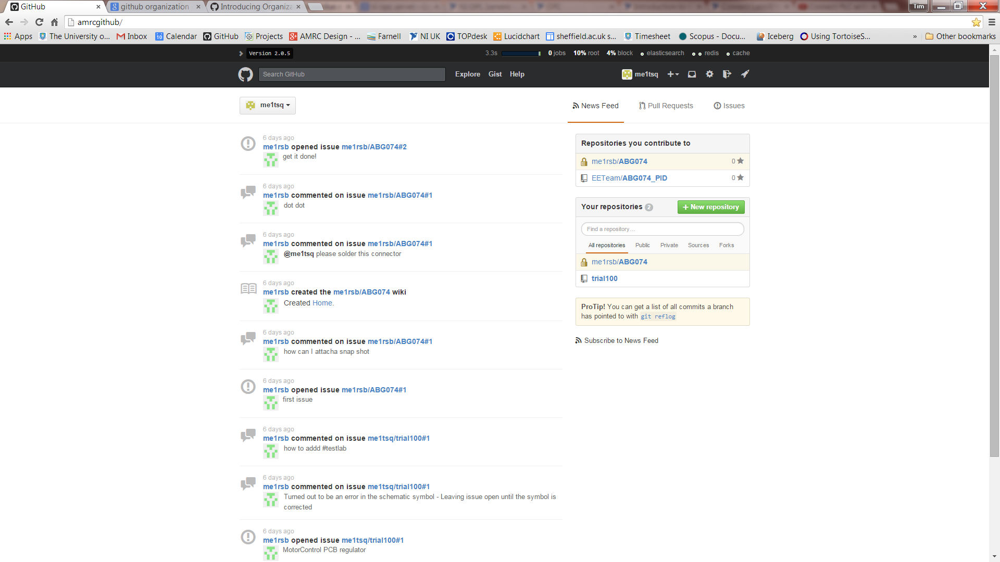 GitHub
github organization
Introducing Organiza
Tim
amrcgithub/
Apps
The University o...
Inbox
Calendar
GitHub
Projects
AMRC Design - ...
Farnell
NI UK
TOPdesk
Lucidchart
sheffield.ac.uk s...
Timesheet
Scopus - Docu...
Iceberg
Using TortoiseS...
»
Other bookmarks
Version 2.0.5
3.3s
0 jobs
10% root
4% block
elasticsearch
redis
cache
Search GitHub
Explore
Gist
Help
me1tsq
me1tsq
News Feed
Pull Requests
Issues
6 days ago
me1rsb opened issue me1rsb/ABG074#2
get it done!
6 days ago
me1rsb commented on issue me1rsb/ABG074#1
dot dot
6 days ago
me1rsb commented on issue me1rsb/ABG074#1
@me1tsq please solder this connector
6 days ago
me1rsb created the me1rsb/ABG074 wiki
Created Home.
6 days ago
me1rsb commented on issue me1rsb/ABG074#1
how can I attacha snap shot
6 days ago
me1rsb opened issue me1rsb/ABG074#1
first issue
6 days ago
me1rsb commented on issue me1tsq/trial100#1
how to addd #testlab
6 days ago
me1rsb commented on issue me1tsq/trial100#1
Turned out to be an error in the schematic symbol - Leaving issue open until the symbol is
corrected
6 days ago
me1rsb opened issue me1tsq/trial100#1
MotorControl PCB regulator
Repositories you contribute to
me1rsb/ABG074 0
EETeam/ABG074_PID 0
Your repositories 2
+ New repository
Find a repository...
All repositories
Public
Private
Sources
Forks
me1rsb/ABG074
trial100
ProTip! You can get a list of all commits a branch
has pointed to with git reflog
Subscribe to News Feed